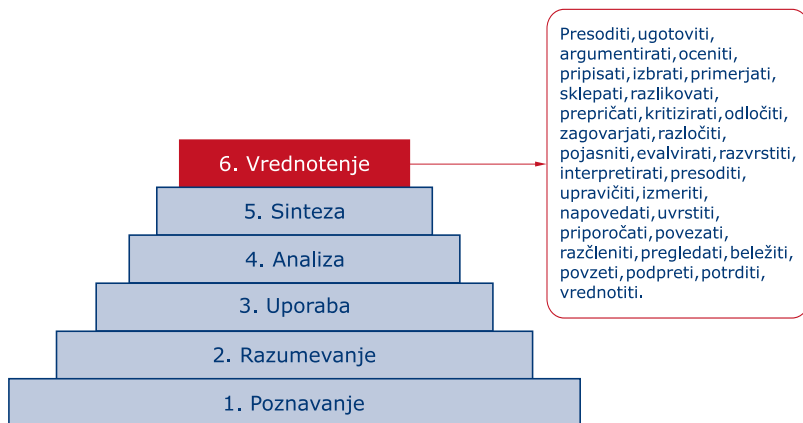 Presoditi, ugotoviti,
argumentirati, oceniti,
pripisati, izbrati, primerjati,
sklepati, razlikovati,
prepričati, kritizirati, odločiti,
zagovarjati, razločiti,
pojasniti, evalvirati, razvrstiti,
interpretirati, presoditi,
upravičiti, izmeriti,
napovedati, uvrstiti,
priporočati, povezati,
razčleniti, pregledati, beležiti,
povzeti, podpreti, potrditi,
vrednotiti.
6. Vrednotenje
5. Sinteza
4. Analiza
3. Uporaba
2. Razumevanje
1. Poznavanje